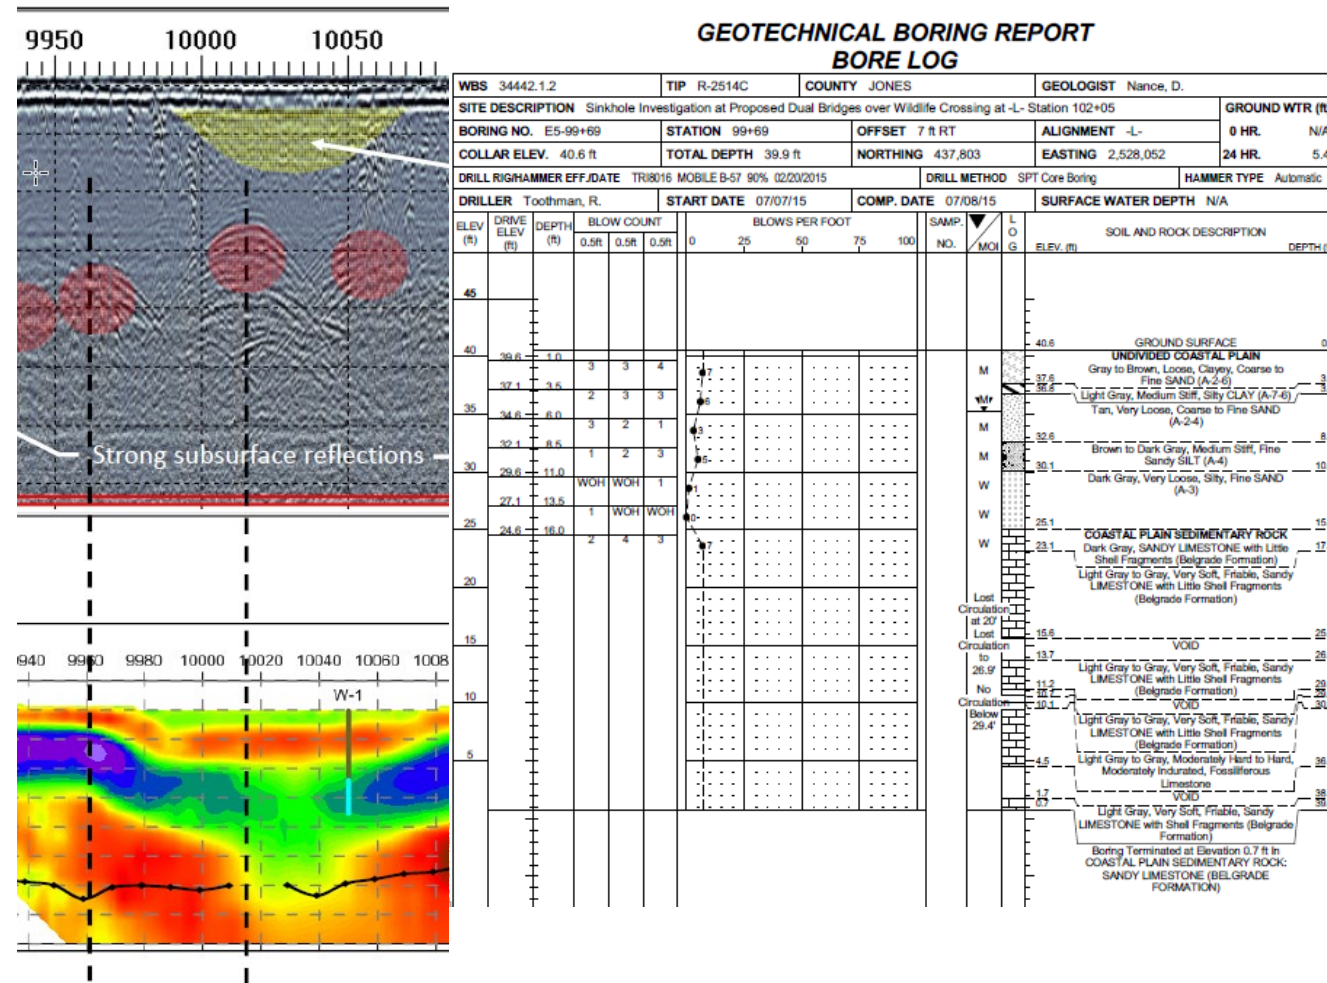 9950 10000 10050
Strong subsurface reflections
9940 9960 9980 10000 10020 10040 10060 1008
W-1
GEOTECHNICAL BORING REPORT
BORE LOG
WBS 34442.1.2 TIP R-2514C COUNTY JONES GEOLOGIST Nance, D.
SITE DESCRIPTION Sinkhole Investigation at Proposed Dual Bridges over Wildlife Crossing at -L- Station 102+05 GROUND WTR (ft
BORING NO. E5-99+69 STATION 99+69 OFFSET 7 ft RT ALIGNMENT -L- 0 HR. N/A
COLLAR ELEV. 40.6 ft TOTAL DEPTH 39.9 ft NORTHING 437,803 EASTING 2,528,052 24 HR. 5.4
DRILL RIG/HAMMER EFF./DATE TRI8016 MOBILE B-57 90% 02/20/2015 DRILL METHOD SPT Core Boring HAMMER TYPE Automatic
DRILLER Toothman, R. START DATE 07/07/15 COMP. DATE 07/08/15 SURFACE WATER DEPTH N/A
ELEV (ft) DRIVE ELEV (ft) DEPTH (ft) BLOW COUNT BLOWS PER FOOT SAMP. NO. MOI LOG SOIL AND ROCK DESCRIPTION
0.5ft 0.5ft 0.5ft 0 25 50 75 100 ELEV. (ft) DEPTH (
45
40.6 GROUND SURFACE 0
40
39.6 1.0
3 3 4 7 M
37.1 3.5
2 3 3 6 M
35
34.6 6.0
3 2 1 3 M
32.1 8.5
1 2 3 5 M
30
29.6 11.0
WOH WOH 1 1 W
27.1 13.5
1 WOH WOH 0 W
25
24.6 16.0
2 4 3 7 W
20
15
10
5
Lost
Circulation
at 20'
Lost
Circulation
to
26.9'
No
Circulation
Below
29.4'
UNDIVIDED COASTAL PLAIN
Gray to Brown, Loose, Clayey, Coarse to
37.6 Fine SAND (A-2-6) 3
36.8 Light Gray, Medium Stiff, Silty CLAY (A-7-6) 3
Tan, Very Loose, Coarse to Fine SAND
(A-2-4)
32.6 8
Brown to Dark Gray, Medium Stiff, Fine
Sandy SILT (A-4)
30.1 10
Dark Gray, Very Loose, Silty, Fine SAND
(A-3)
25.1 15
COASTAL PLAIN SEDIMENTARY ROCK
23.1 Dark Gray, SANDY LIMESTONE with Little 17
Shell Fragments (Belgrade Formation)
Light Gray to Gray, Very Soft, Friable, Sandy
LIMESTONE with Little Shell Fragments
(Belgrade Formation)
15.6 25
VOID
13.7 26
Light Gray to Gray, Very Soft, Friable, Sandy
LIMESTONE with Little Shell Fragments
11.2 (Belgrade Formation) 29
10.1 VOID 30
Light Gray to Gray, Very Soft, Friable, Sandy
LIMESTONE with Little Shell Fragments
(Belgrade Formation)
4.5 Light Gray to Gray, Moderately Hard to Hard, 36
Moderately Indurated, Fossiliferous
Limestone
1.7 VOID 38
0.7 39
Light Gray, Very Soft, Friable, Sandy
LIMESTONE with Shell Fragments (Belgrade
Formation)
Boring Terminated at Elevation 0.7 ft In
COASTAL PLAIN SEDIMENTARY ROCK:
SANDY LIMESTONE (BELGRADE
FORMATION)